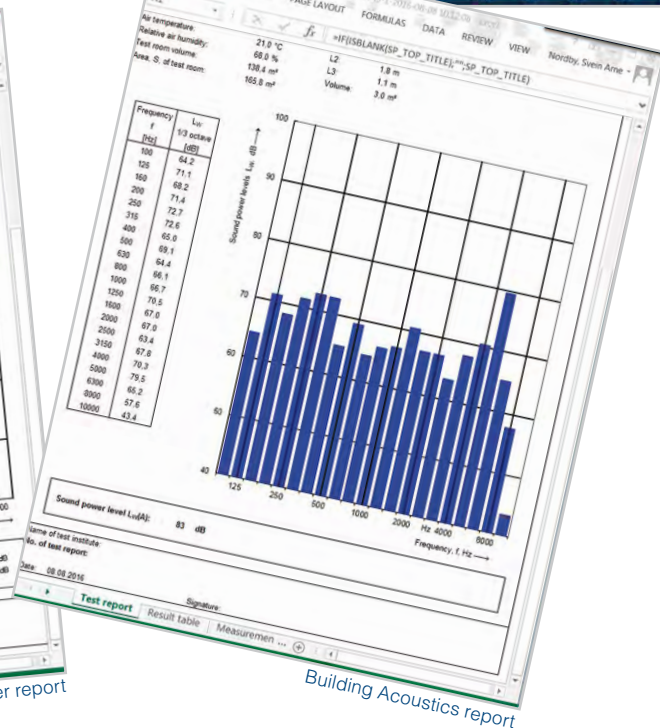 PAGE LAYOUT FORMULAS DATA REVIEW VIEW Nordby, Svein Arne
fx =IF(ISBLANK(SP_TOP_TITLE);"";SP_TOP_TITLE)
Air temperature: 21.0 °C L2: 1.8 m
Relative air humidity: 68.0 % L3: 1.1 m
Test room volume: 138,4 m³ Volume: 3.0 m³
Area, S, of test room: 165,8 m²
Frequency f [Hz] Lw 1/3 octave [dB]
100 64.2
125 71.1
160 68.2
200 71.4
250 72.7
315 72.6
400 65.0
500 69.1
630 64.4
800 66.1
1000 66.7
1250 70.5
1600 67.0
2000 67.0
2500 63.4
3150 67.8
4000 70.3
5000 79.5
6300 65.2
8000 57.6
10000 43.4
Sound power levels Lw, dB →
100
90
80
70
60
50
40
125 250 500 1000 2000 Hz 4000 8000
Frequency, f, Hz →
Sound power level Lw(A): 83 dB
Name of test institute:
No. of test report:
Date: 08.08.2016
Signature:
Test report Result table Measuremen ...
er report
Building Acoustics report